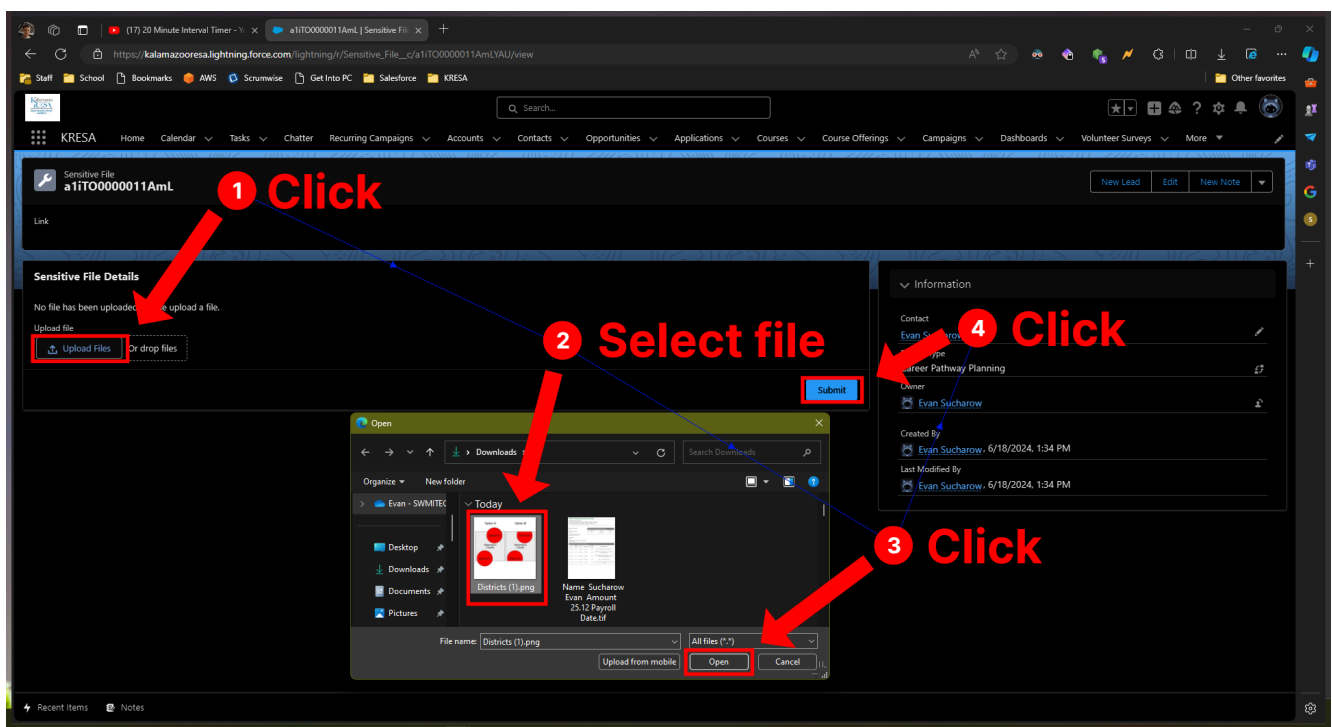 (17) 20 Minute Interval Timer - Y
a1iTO0000011AmL | Sensitive File
https://kalamazooresa.lightning.force.com/lightning/r/Sensitive_File__c/a1iTO0000011AmLYAU/view
Staff School Bookmarks AWS Scrumwise Get Into PC Salesforce KRESA Other favorites
Search...
KRESA Home Calendar Tasks Chatter Recurring Campaigns Accounts Contacts Opportunities Applications Courses Course Offerings Campaigns Dashboards Volunteer Surveys More
Sensitive File
a1iTO0000011AmL
New Lead Edit New Note
1 Click
Link
Sensitive File Details
No file has been uploaded upload a file.
Upload file
Upload Files Or drop files
Submit
2 Select file
Information
Contact
Evan Sucharow
4 Click
Career Pathway Planning
Owner
Evan Sucharow
Created By
Evan Sucharow, 6/18/2024, 1:34 PM
Last Modified By
Evan Sucharow, 6/18/2024, 1:34 PM
Open
Downloads
Search Downloads
Organize New folder
Evan - SWMITEC
Today
Desktop
Downloads
Documents
Pictures
Districts (1).png
Name Sucharow
Evan Amount
25.12 Payroll
Date.tif
3 Click
File name: Districts (1).png All files (*.*)
Upload from mobile Open Cancel
Recent Items Notes